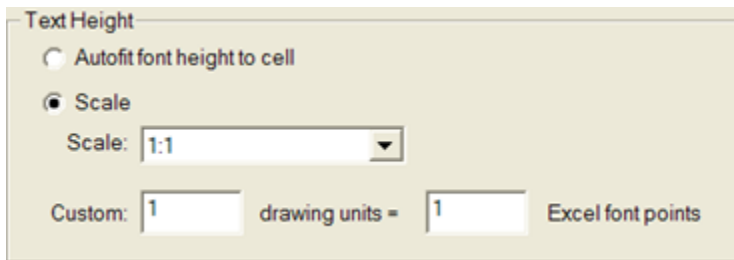 Text Height
Autofit font height to cell
Scale
Scale: 1:1
Custom: 1 drawing units = 1 Excel font points